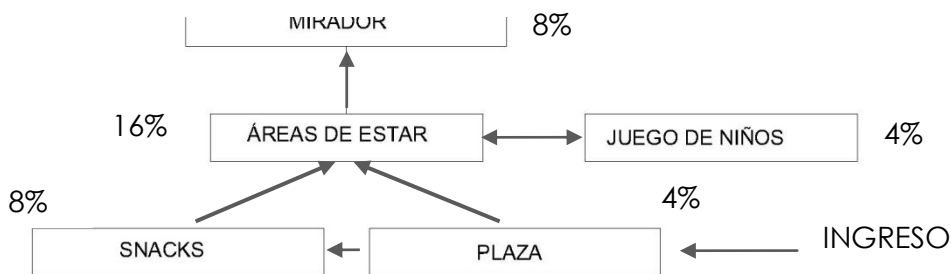 MIRADOR 8%
16% ÁREAS DE ESTAR JUEGO DE NIÑOS 4%
8% 4%
SNACKS PLAZA INGRESO